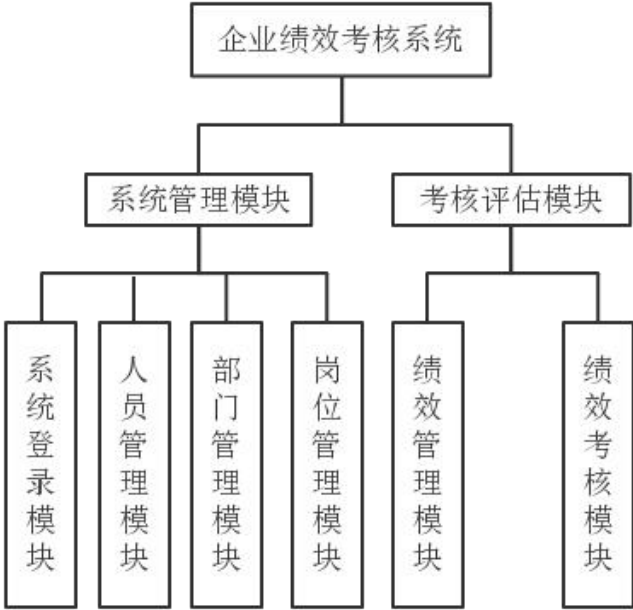 企业绩效考核系统
系统管理模块
考核评估模块
系统登录模块
人员管理模块
部门管理模块
岗位管理模块
绩效管理模块
绩效考核模块